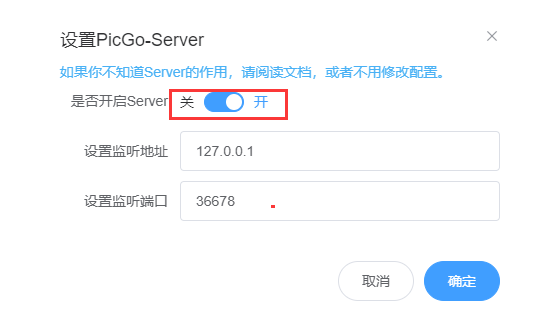 设置PicGo-Server
如果你不知道Server的作用，请阅读文档，或者不用修改配置。
是否开启Server 关 开
设置监听地址 127.0.0.1
设置监听端口 36678
取消 确定